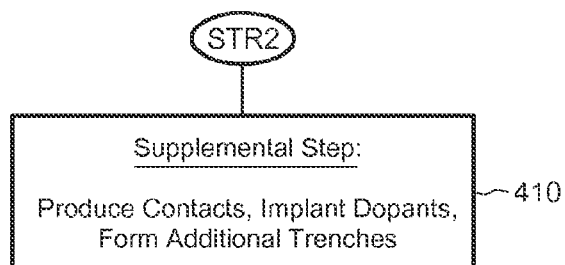 STR2
Supplemental Step:
410
Produce Contacts, Implant Dopants,
Form Additional Trenches